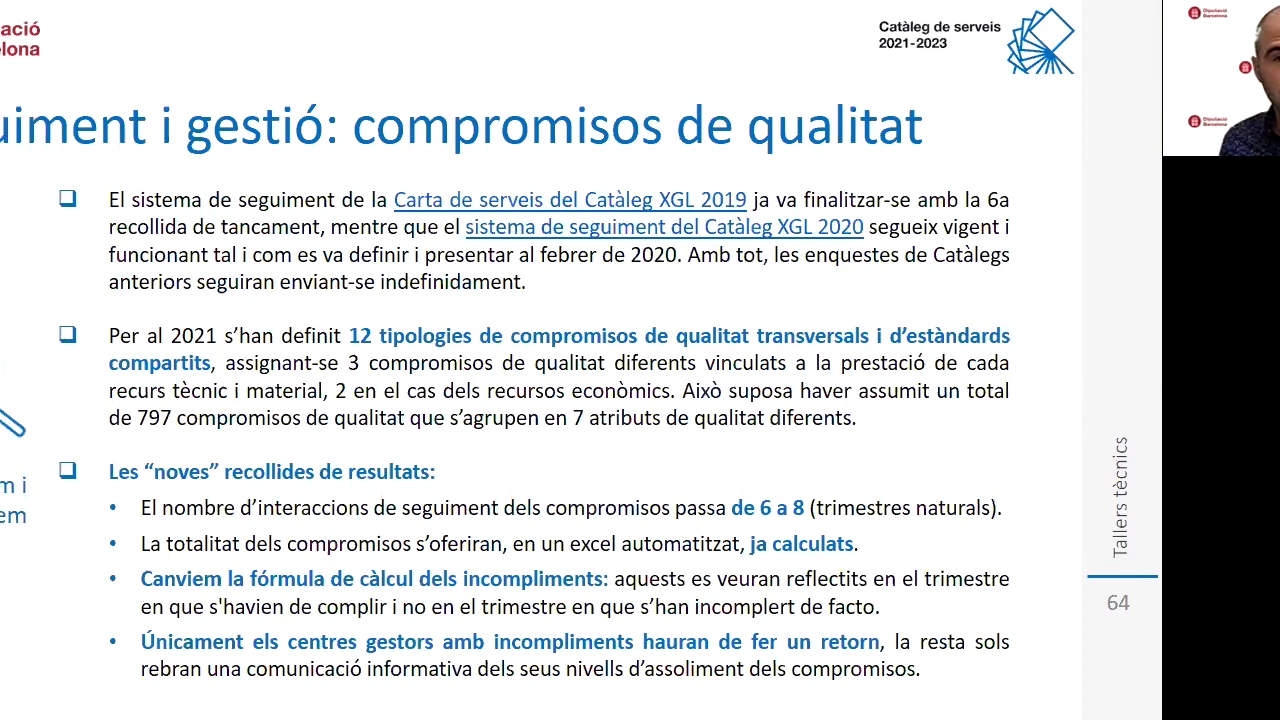 ació
elona
Catàleg de serveis
2021-2023
Diputació
Barcelona
uiment i gestió: compromisos de qualitat
Diputació
Barcelona
El sistema de seguiment de la Carta de serveis del Catàleg XGL 2019 ja va finalitzar-se amb la 6a
recollida de tancament, mentre que el sistema de seguiment del Catàleg XGL 2020 segueix vigent i
funcionant tal i com es va definir i presentar al febrer de 2020. Amb tot, les enquestes de Catàlegs
anteriors seguiran enviant-se indefinidament.
Per al 2021 s’han definit 12 tipologies de compromisos de qualitat transversals i d’estàndards
compartits, assignant-se 3 compromisos de qualitat diferents vinculats a la prestació de cada
recurs tècnic i material, 2 en el cas dels recursos econòmics. Això suposa haver assumit un total
de 797 compromisos de qualitat que s’agrupen en 7 atributs de qualitat diferents.
m i
em
Les “noves” recollides de resultats:
El nombre d’interaccions de seguiment dels compromisos passa de 6 a 8 (trimestres naturals).
La totalitat dels compromisos s’oferiran, en un excel automatitzat, ja calculats.
Canviem la fórmula de càlcul dels incompliments: aquests es veuran reflectits en el trimestre
en que s'havien de complir i no en el trimestre en que s’han incomplert de facto.
Únicament els centres gestors amb incompliments hauran de fer un retorn, la resta sols
rebran una comunicació informativa dels seus nivells d’assoliment dels compromisos.
Tallers tècnics
64